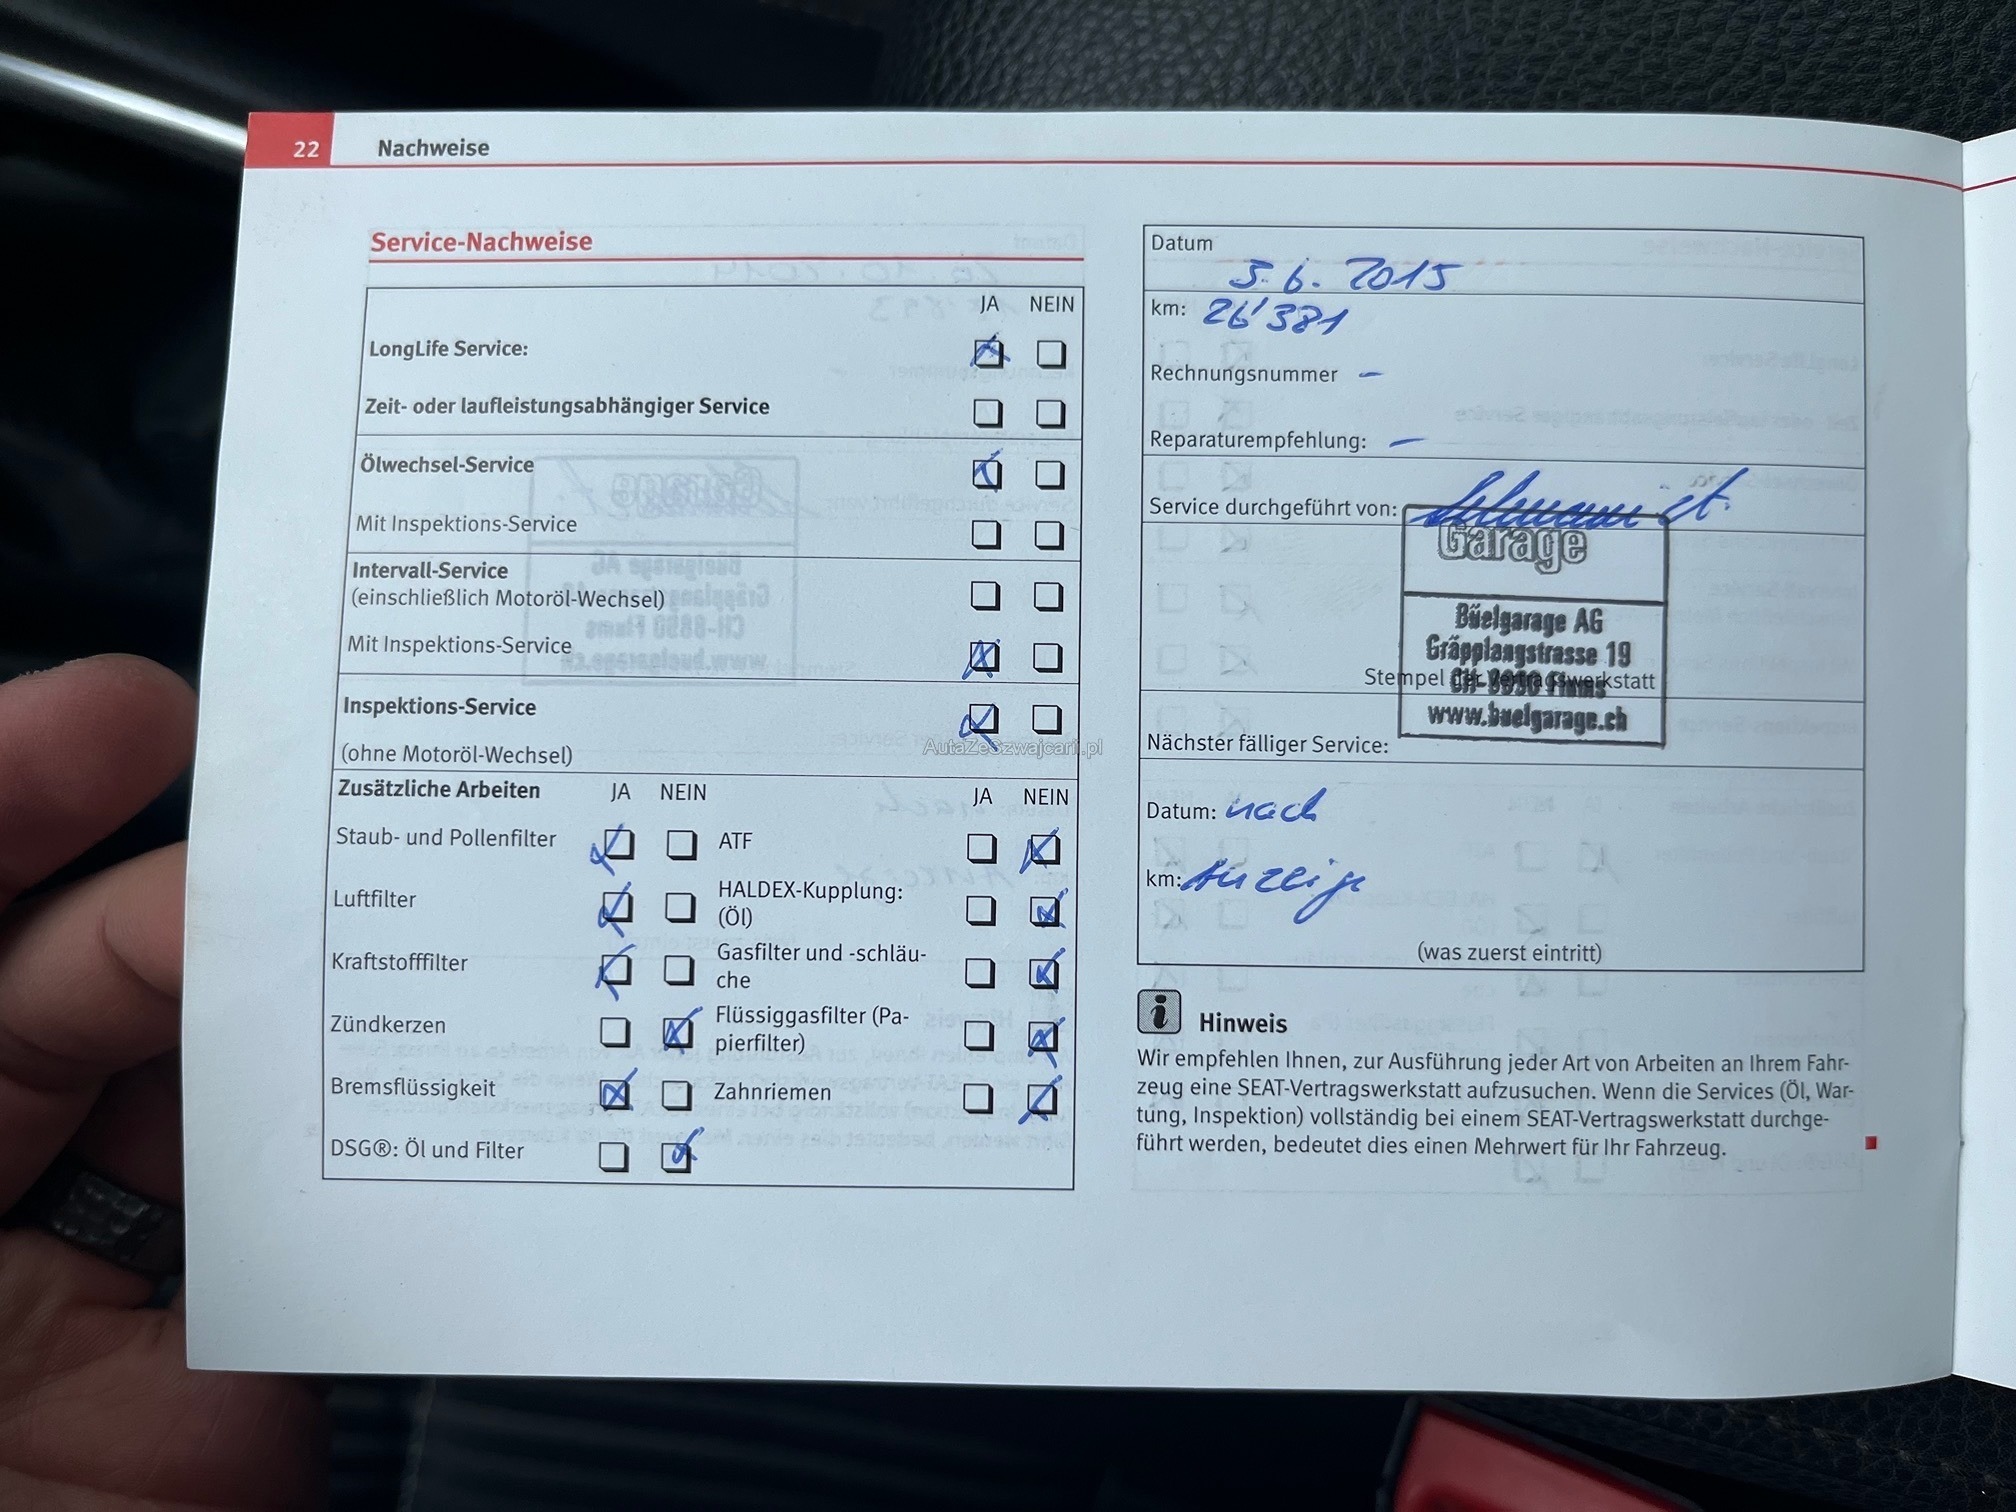 22 Nachweise
Service-Nachweise
JA NEIN
LongLife Service:
Zeit- oder laufleistungsabhängiger Service
Ölwechsel-Service
Mit Inspektions-Service
Intervall-Service
(einschließlich Motoröl-Wechsel)
Mit Inspektions-Service
Inspektions-Service
(ohne Motoröl-Wechsel)
Zusätzliche Arbeiten JA NEIN JA NEIN
Staub- und Pollenfilter ATF
Luftfilter HALDEX-Kupplung:
(Öl)
Kraftstofffilter Gasfilter und -schläu-
che
Zündkerzen Flüssiggasfilter (Pa-
pierfilter)
Bremsflüssigkeit Zahnriemen
DSG®: Öl und Filter
AutaZeSzwajcarii.pl
Datum
3.6. 2015
km: 26'381
Rechnungsnummer –
Reparaturempfehlung: –
Service durchgeführt von:
Garage
Büelgarage AG
Gräpplangstrasse 19
Stempel der Vertragswerkstatt
CH-8890 Flums
www.buelgarage.ch
Nächster fälliger Service:
Datum: nach
km: Anzeige
(was zuerst eintritt)
i Hinweis
Wir empfehlen Ihnen, zur Ausführung jeder Art von Arbeiten an Ihrem Fahr-
zeug eine SEAT-Vertragswerkstatt aufzusuchen. Wenn die Services (Öl, War-
tung, Inspektion) vollständig bei einem SEAT-Vertragswerkstatt durchge-
führt werden, bedeutet dies einen Mehrwert für Ihr Fahrzeug.